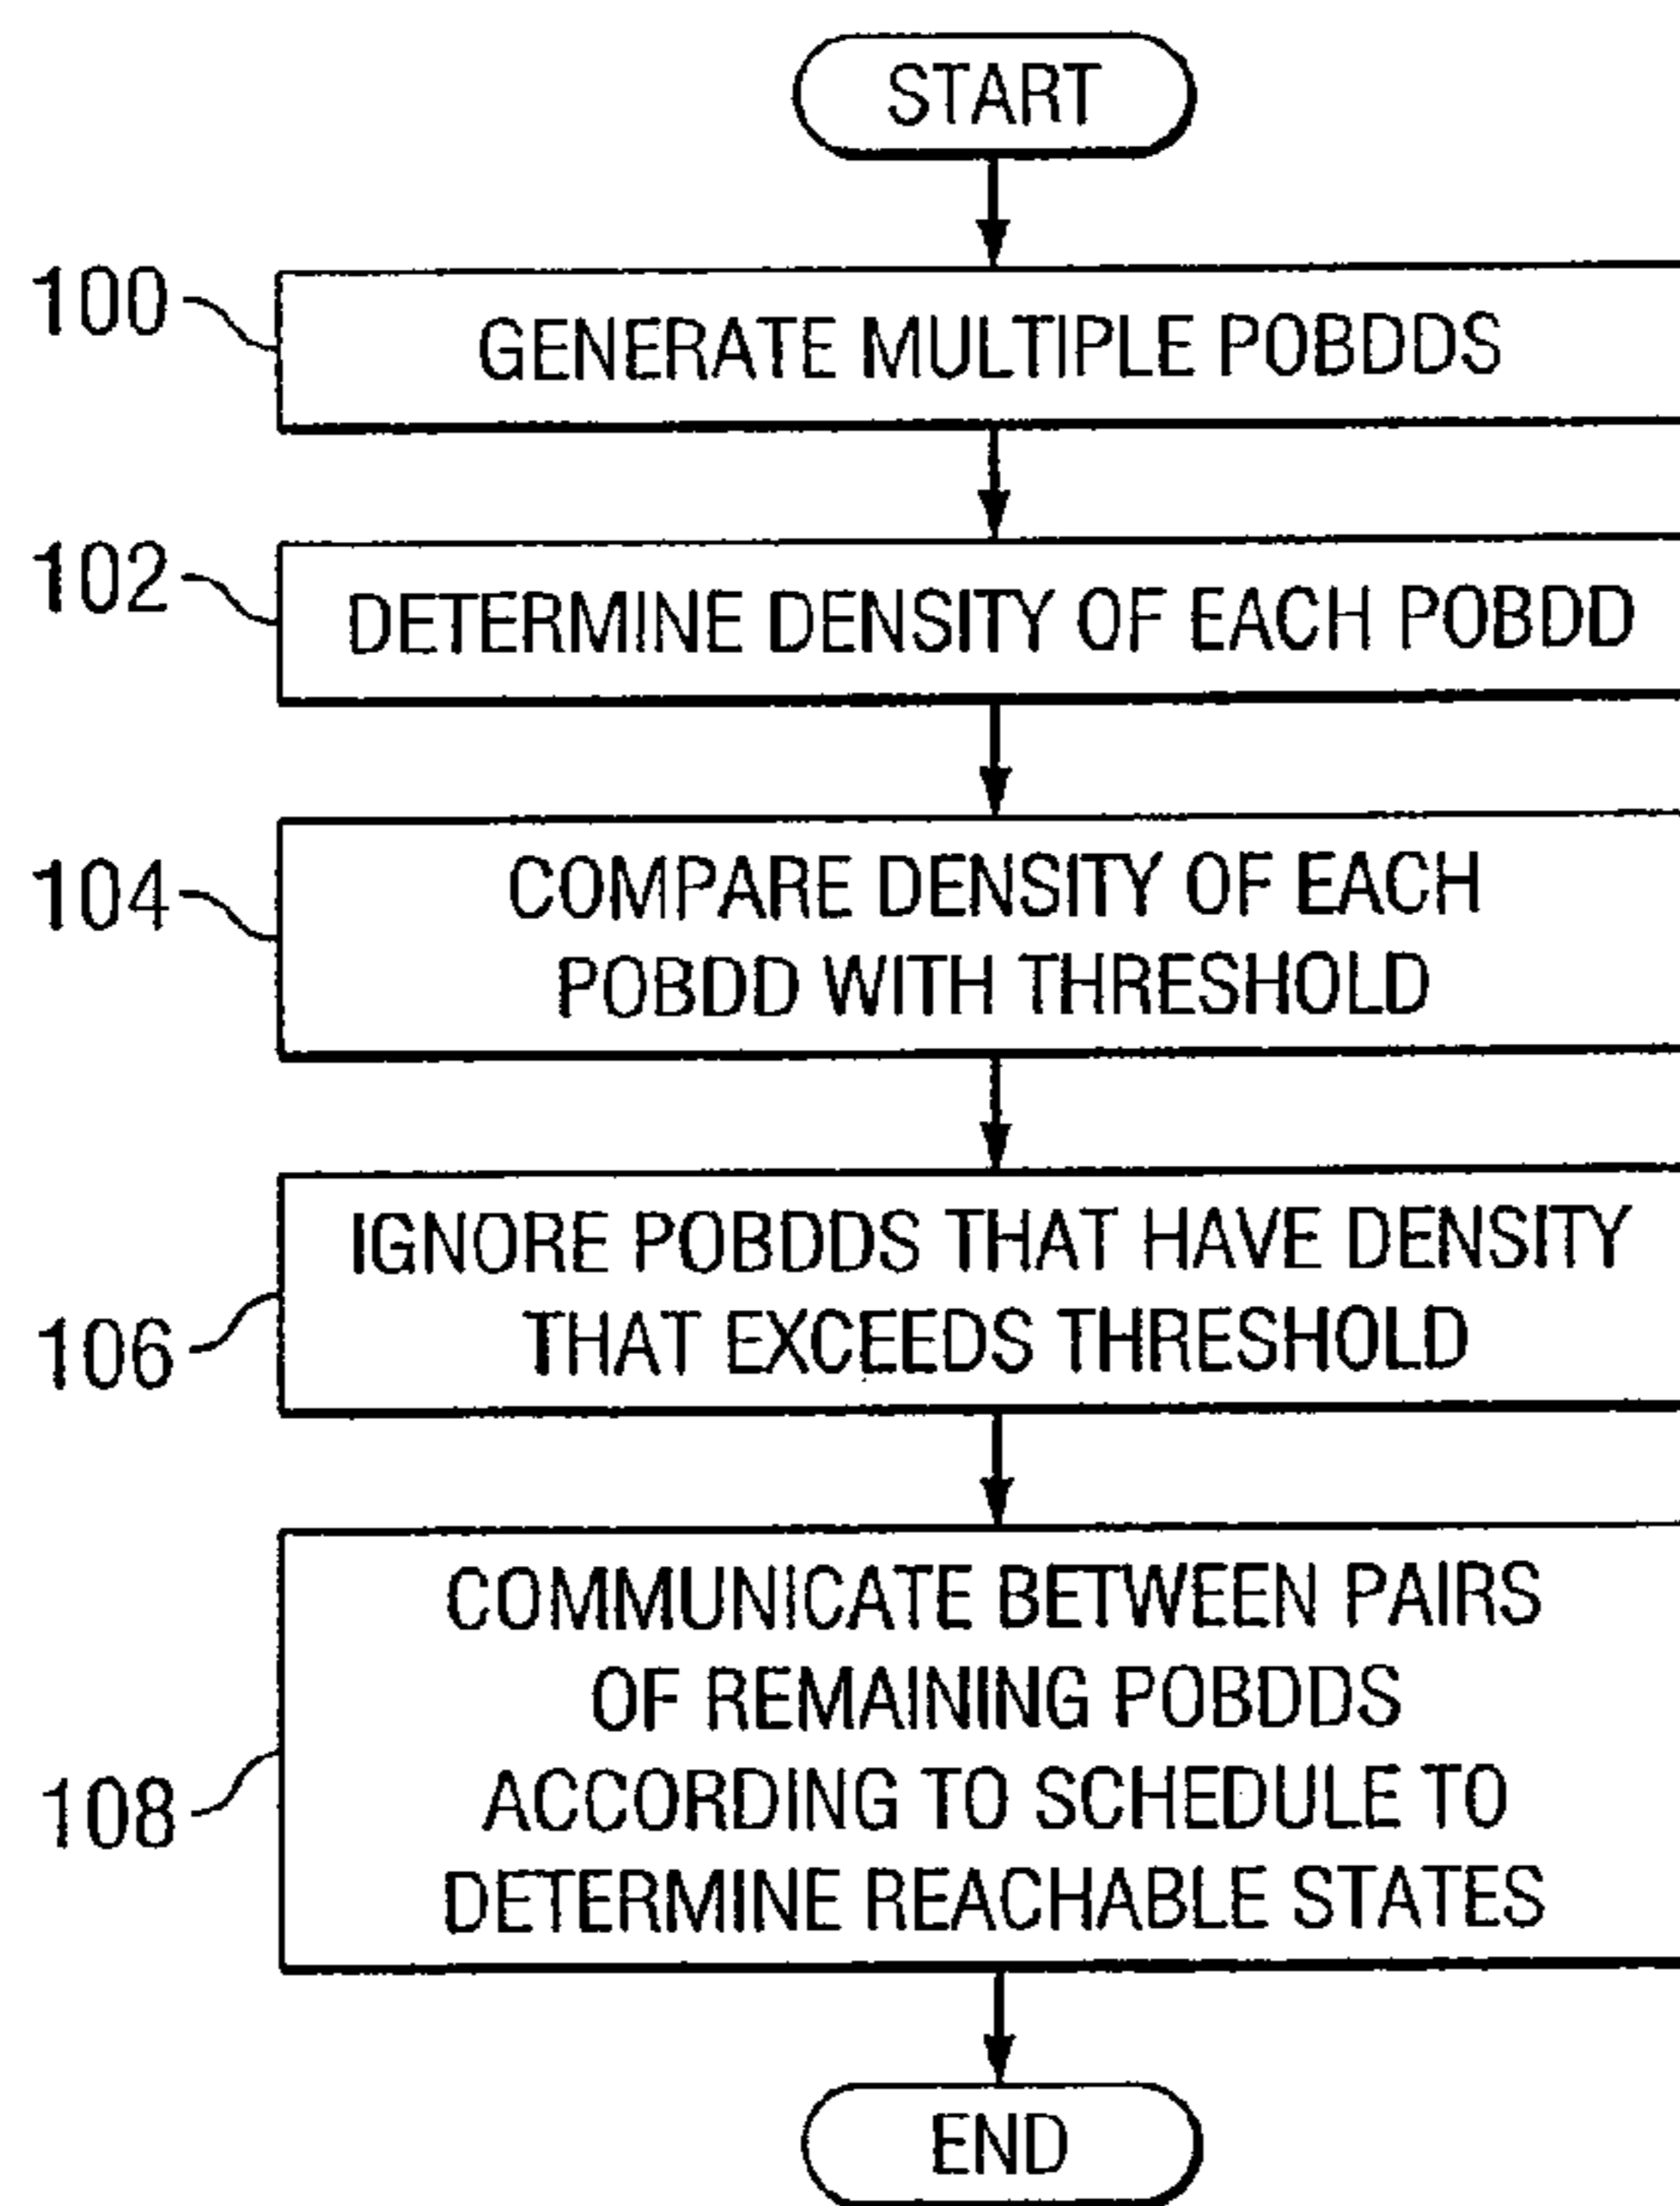 START
100
GENERATE MULTIPLE POBDDS
102
DETERMINE DENSITY OF EACH POBDD
104
COMPARE DENSITY OF EACH
POBDD WITH THRESHOLD
106
IGNORE POBDDS THAT HAVE DENSITY
THAT EXCEEDS THRESHOLD
108
COMMUNICATE BETWEEN PAIRS
OF REMAINING POBDDS
ACCORDING TO SCHEDULE TO
DETERMINE REACHABLE STATES
END